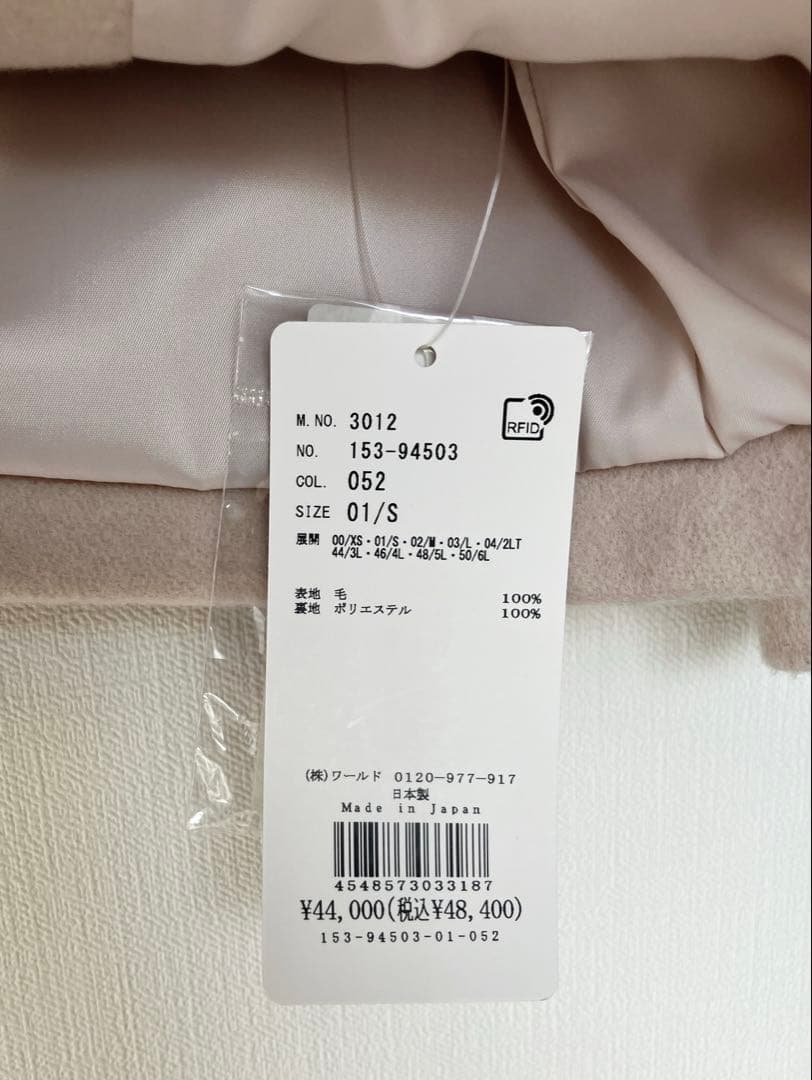 M. NO. 3012
RFID
NO. 153-94503
COL. 052
SIZE 01/S
展開 00/XS・01/S・02/M・03/L・04/2LT
44/3L・46/4L・48/5L・50/6L
表地 毛 100%
裏地 ポリエステル 100%
(株)ワールド 0120-977-917
日本製
Made in Japan
4548573033187
¥44,000(税込¥48,400)
153-94503-01-052